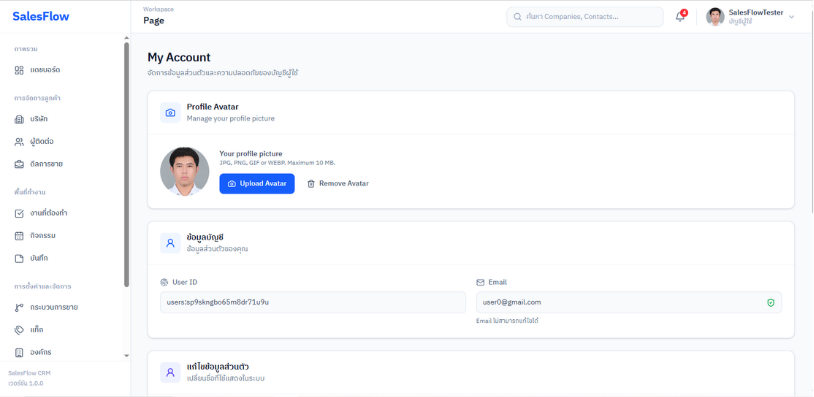 SalesFlow
Workspace
Page
ค้นหา Companies, Contacts...
4
SalesFlowTester
บัญชีผู้ใช้
ภาพรวม
แดชบอร์ด
การจัดการลูกค้า
บริษัท
ผู้ติดต่อ
ดีลการขาย
พื้นที่ทำงาน
งานที่ต้องทำ
กิจกรรม
บันทึก
การตั้งค่าและจัดการ
กระบวนการขาย
แท็ก
องค์กร
SalesFlow CRM
เวอร์ชัน 1.0.0
My Account
จัดการข้อมูลส่วนตัวและความปลอดภัยของบัญชีผู้ใช้
Profile Avatar
Manage your profile picture
Your profile picture
JPG, PNG, GIF or WEBP. Maximum 10 MB.
Upload Avatar
Remove Avatar
ข้อมูลบัญชี
ข้อมูลส่วนตัวของคุณ
User ID
users:sp9skngbo65m8dr71u9u
Email
user0@gmail.com
Email ไม่สามารถแก้ไขได้
แก้ไขข้อมูลส่วนตัว
เปลี่ยนชื่อที่ใช้แสดงในระบบ